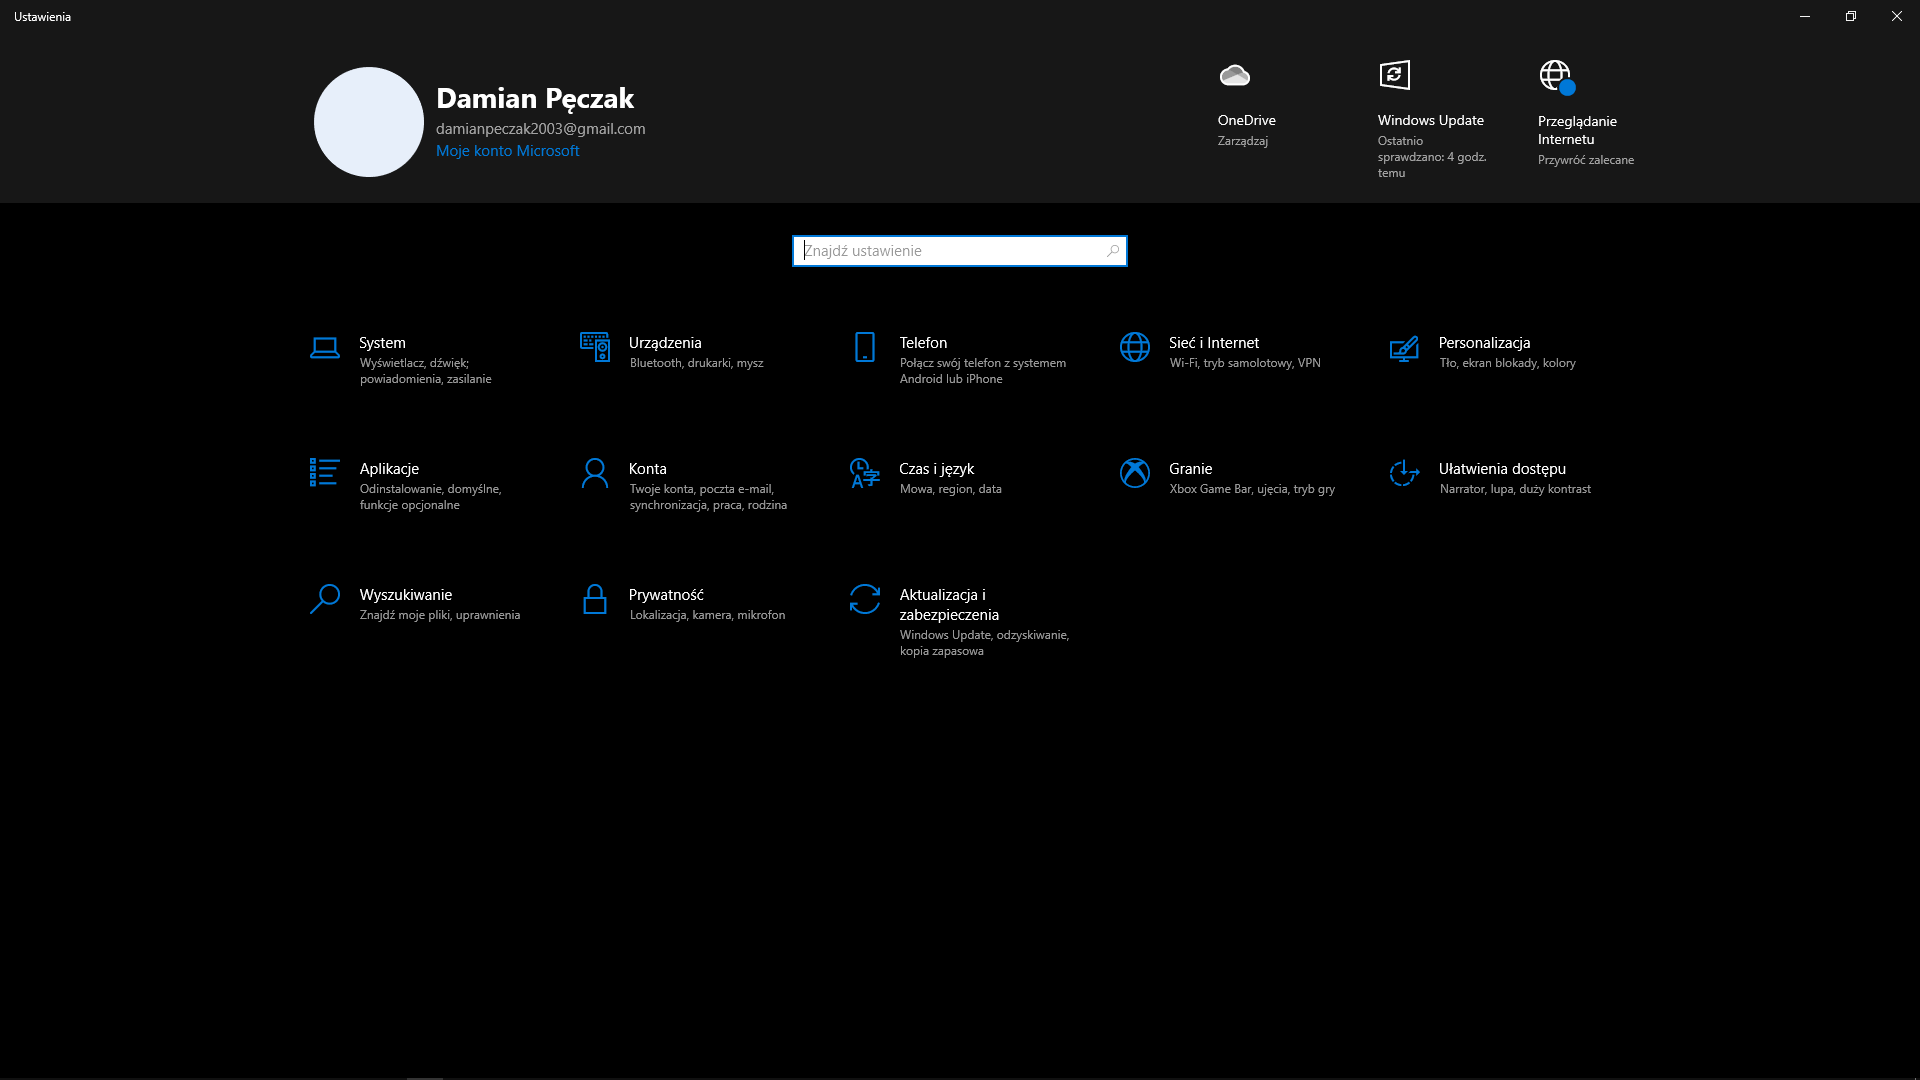 Ustawienia
Damian Pęczak
damianpeczak2003@gmail.com
Moje konto Microsoft
OneDrive
Zarządzaj
Windows Update
Ostatnio
sprawdzano: 4 godz.
temu
Przeglądanie
Internetu
Przywróć zalecane
Znajdź ustawienie
System
Wyświetlacz, dźwięk;
powiadomienia, zasilanie
Urządzenia
Bluetooth, drukarki, mysz
Telefon
Połącz swój telefon z systemem
Android lub iPhone
Sieć i Internet
Wi-Fi, tryb samolotowy, VPN
Personalizacja
Tło, ekran blokady, kolory
Aplikacje
Odinstalowanie, domyślne,
funkcje opcjonalne
Konta
Twoje konta, poczta e-mail,
synchronizacja, praca, rodzina
Czas i język
Mowa, region, data
Granie
Xbox Game Bar, ujęcia, tryb gry
Ułatwienia dostępu
Narrator, lupa, duży kontrast
Wyszukiwanie
Znajdź moje pliki, uprawnienia
Prywatność
Lokalizacja, kamera, mikrofon
Aktualizacja i
zabezpieczenia
Windows Update, odzyskiwanie,
kopia zapasowa